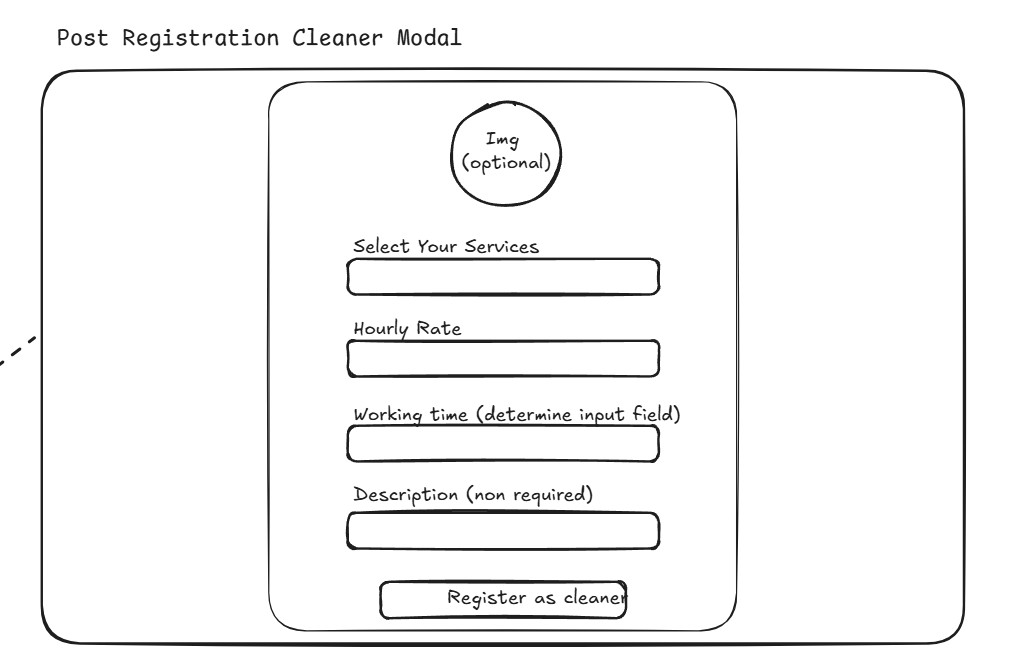 Post Registration Cleaner Modal
Img
(optional)
Select Your Services
Hourly Rate
Working time (determine input field)
Description (non required)
Register as cleaner